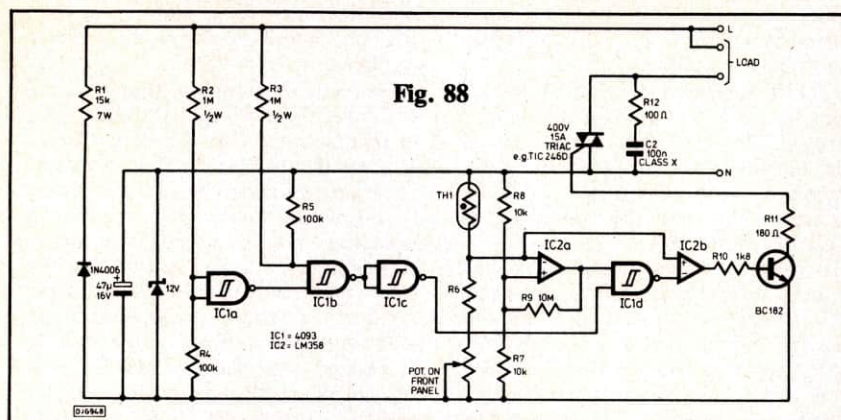 Fig. 88
L
LOAD
N
R1
15k
7W
R2
1M
½W
R3
1M
½W
R12
100Ω
C2
100n
CLASS X
400V
15A
TRIAC
e.g.TIC 246D
TH1
R5
100k
R8
10k
R11
180Ω
1N4006
+
47µ
16V
12V
IC1a
IC1b
IC1c
IC2a
+
-
IC1d
IC2b
+
-
R10 1k8
BC182
R6
R9 10M
R4
100k
IC1 = 4093
IC2 = LM358
POT. ON
FRONT
PANEL
R7
10k